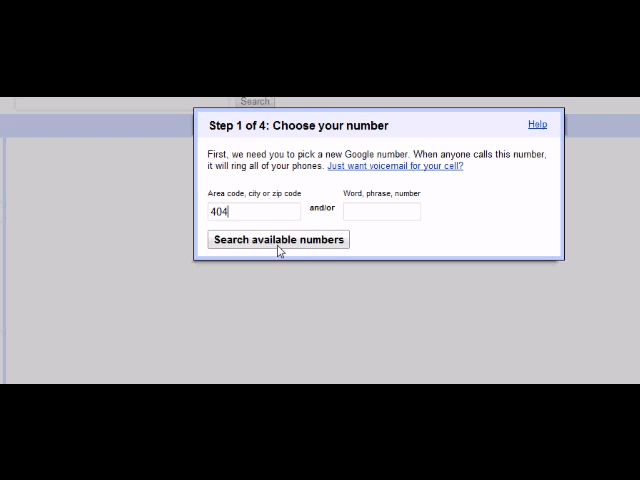 Search
Step 1 of 4: Choose your number
Help
First, we need you to pick a new Google number. When anyone calls this number,
it will ring all of your phones. Just want voicemail for your cell?
Area code, city or zip code
Word, phrase, number
404
and/or
Search available numbers